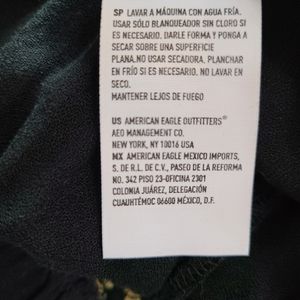 SP LAVAR A MÁQUINA CON AGUA FRÍA.
USAR SÓLO BLANQUEADOR SIN CLORO SI
ES NECESARIO. DARLE FORMA Y PONGA A
SECAR SOBRE UNA SUPERFICIE
PLANA.NO USAR SECADORA. PLANCHAR
EN FRÍO SI ES NECESARIO. NO LAVAR EN
SECO.
MANTENER LEJOS DE FUEGO
US AMERICAN EAGLE OUTFITTERS®
AEO MANAGEMENT CO.
NEW YORK, NY 10016 USA
MX AMERICAN EAGLE MEXICO IMPORTS,
S. DE R.L. DE C.V., PASEO DE LA REFORMA
NO. 342 PISO 23-OFICINA 2301
COLONIA JUÁREZ, DELEGACIÓN
CUAUHTÉMOC 06600 MÉXICO, D.F.